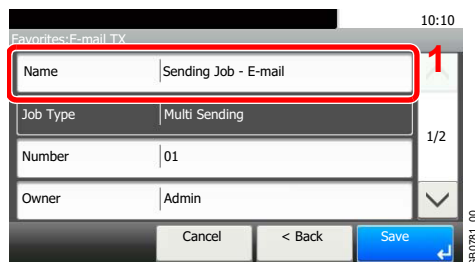 10:10
Favorites:E-mail TX
1
Name Sending Job - E-mail
Job Type Multi Sending
1/2
Number 01
Owner Admin
Cancel < Back Save